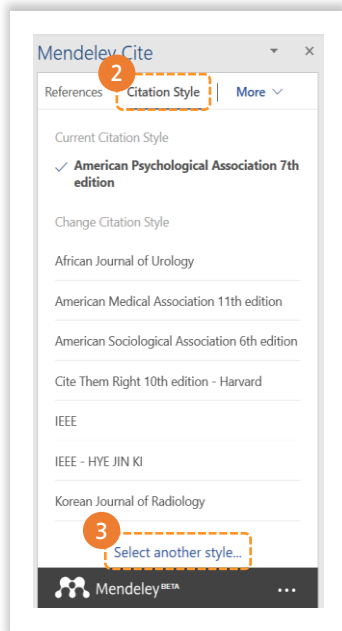 Mendeley Cite
2
References Citation Style More
Current Citation Style
American Psychological Association 7th
edition
Change Citation Style
African Journal of Urology
American Medical Association 11th edition
American Sociological Association 6th edition
Cite Them Right 10th edition - Harvard
IEEE
IEEE - HYE JIN KI
Korean Journal of Radiology
3
Select another style...
Mendeley BETA